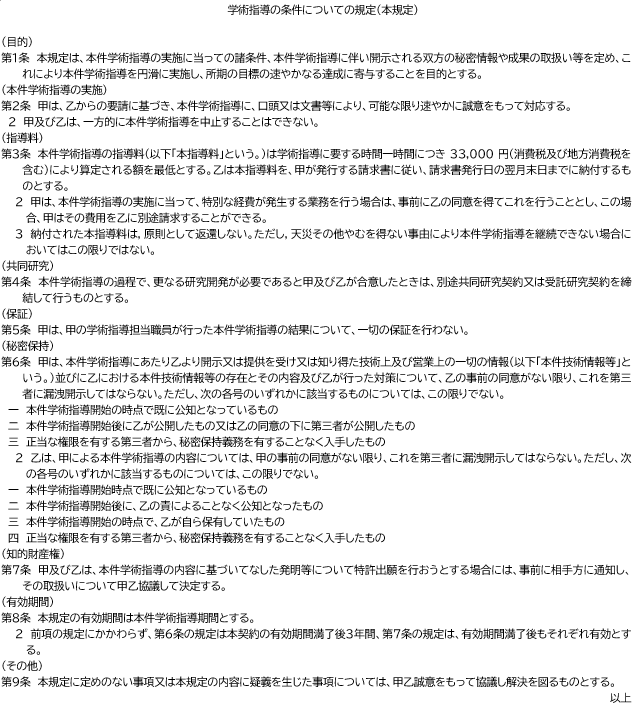 学術指導の条件についての規定（本規定）
（目的）
第1条　本規定は、本件学術指導の実施に当っての諸条件、本件学術指導に伴い開示される双方の秘密情報や成果の取扱い等を定め、こ
れにより本件学術指導を円滑に実施し、所期の目標の速やかなる達成に寄与することを目的とする。
（本件学術指導の実施）
第2条　甲は、乙からの要請に基づき、本件学術指導に、口頭又は文書等により、可能な限り速やかに誠意をもって対応する。
2　甲及び乙は、一方的に本件学術指導を中止することはできない。
（指導料）
第3条　本件学術指導の指導料（以下「本指導料」という。）は学術指導に要する時間一時間につき 33,000 円（消費税及び地方消費税を
含む）により算定される額を最低とする。乙は本指導料を、甲が発行する請求書に従い、請求書発行日の翌月末日までに納付するも
のとする。
2　甲は、本件学術指導の実施に当って、特別な経費が発生する業務を行う場合は、事前に乙の同意を得てこれを行うこととし、この場
合、甲はその費用を乙に別途請求することができる。
3　納付された本指導料は，原則として返還しない。ただし，天災その他やむを得ない事由により本件学術指導を継続できない場合に
おいてはこの限りではない。
（共同研究）
第4条　本件学術指導の過程で、更なる研究開発が必要であると甲及び乙が合意したときは、別途共同研究契約又は受託研究契約を締
結して行うものとする。
（保証）
第5条　甲は、甲の学術指導担当職員が行った本件学術指導の結果について、一切の保証を行わない。
（秘密保持）
第6条　甲は、本件学術指導にあたり乙より開示又は提供を受け又は知り得た技術上及び営業上の一切の情報（以下「本件技術情報等」と
いう。）並びに乙における本件技術情報等の存在とその内容及び乙が行った対策について、乙の事前の同意がない限り、これを第三
者に漏洩開示してはならない。ただし、次の各号のいずれかに該当するものについては、この限りでない。
一　本件学術指導開始の時点で既に公知となっているもの
二　本件学術指導開始後に乙が公開したもの又は乙の同意の下に第三者が公開したもの
三　正当な権限を有する第三者から、秘密保持義務を有することなく入手したもの
2　乙は、甲による本件学術指導の内容については、甲の事前の同意がない限り、これを第三者に漏洩開示してはならない。ただし、次
の各号のいずれかに該当するものについては、この限りでない。
一　本件学術指導開始時点で既に公知となっているもの
二　本件学術指導開始後に、乙の責によることなく公知となったもの
三　本件学術指導開始の時点で、乙が自ら保有していたもの
四　正当な権限を有する第三者から、秘密保持義務を有することなく入手したもの
（知的財産権）
第7条　甲及び乙は、本件学術指導の内容に基づいてなした発明等について特許出願を行おうとする場合には、事前に相手方に通知し、
その取扱いについて甲乙協議して決定する。
（有効期間）
第8条　本規定の有効期間は本件学術指導期間とする。
2　前項の規定にかかわらず、第6条の規定は本契約の有効期間満了後3年間、第7条の規定は、有効期間満了後もそれぞれ有効とす
る。
（その他）
第9条　本規定に定めのない事項又は本規定の内容に疑義を生じた事項については、甲乙誠意をもって協議し解決を図るものとする。
以上